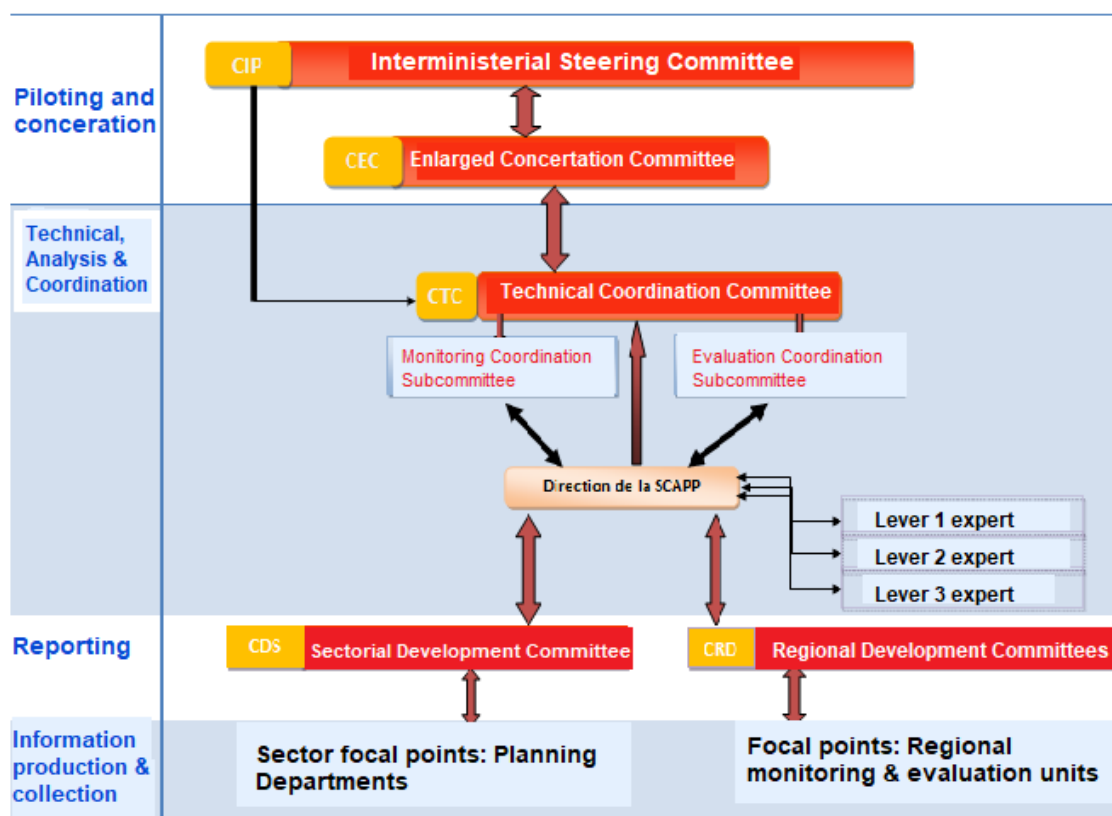 CIP
Interministerial Steering Committee
Piloting and
conceration
CEC
Enlarged Concertation Committee
Technical,
Analysis &
Coordination
CTC
Technical Coordination Committee
Monitoring Coordination
Subcommittee
Evaluation Coordination
Subcommittee
Direction de la SCAPP
Lever 1 expert
Lever 2 expert
Lever 3 expert
Reporting
CDS
Sectorial Development Committee
CRD
Regional Development Committees
Information
production &
collection
Sector focal points: Planning
Departments
Focal points: Regional
monitoring & evaluation units